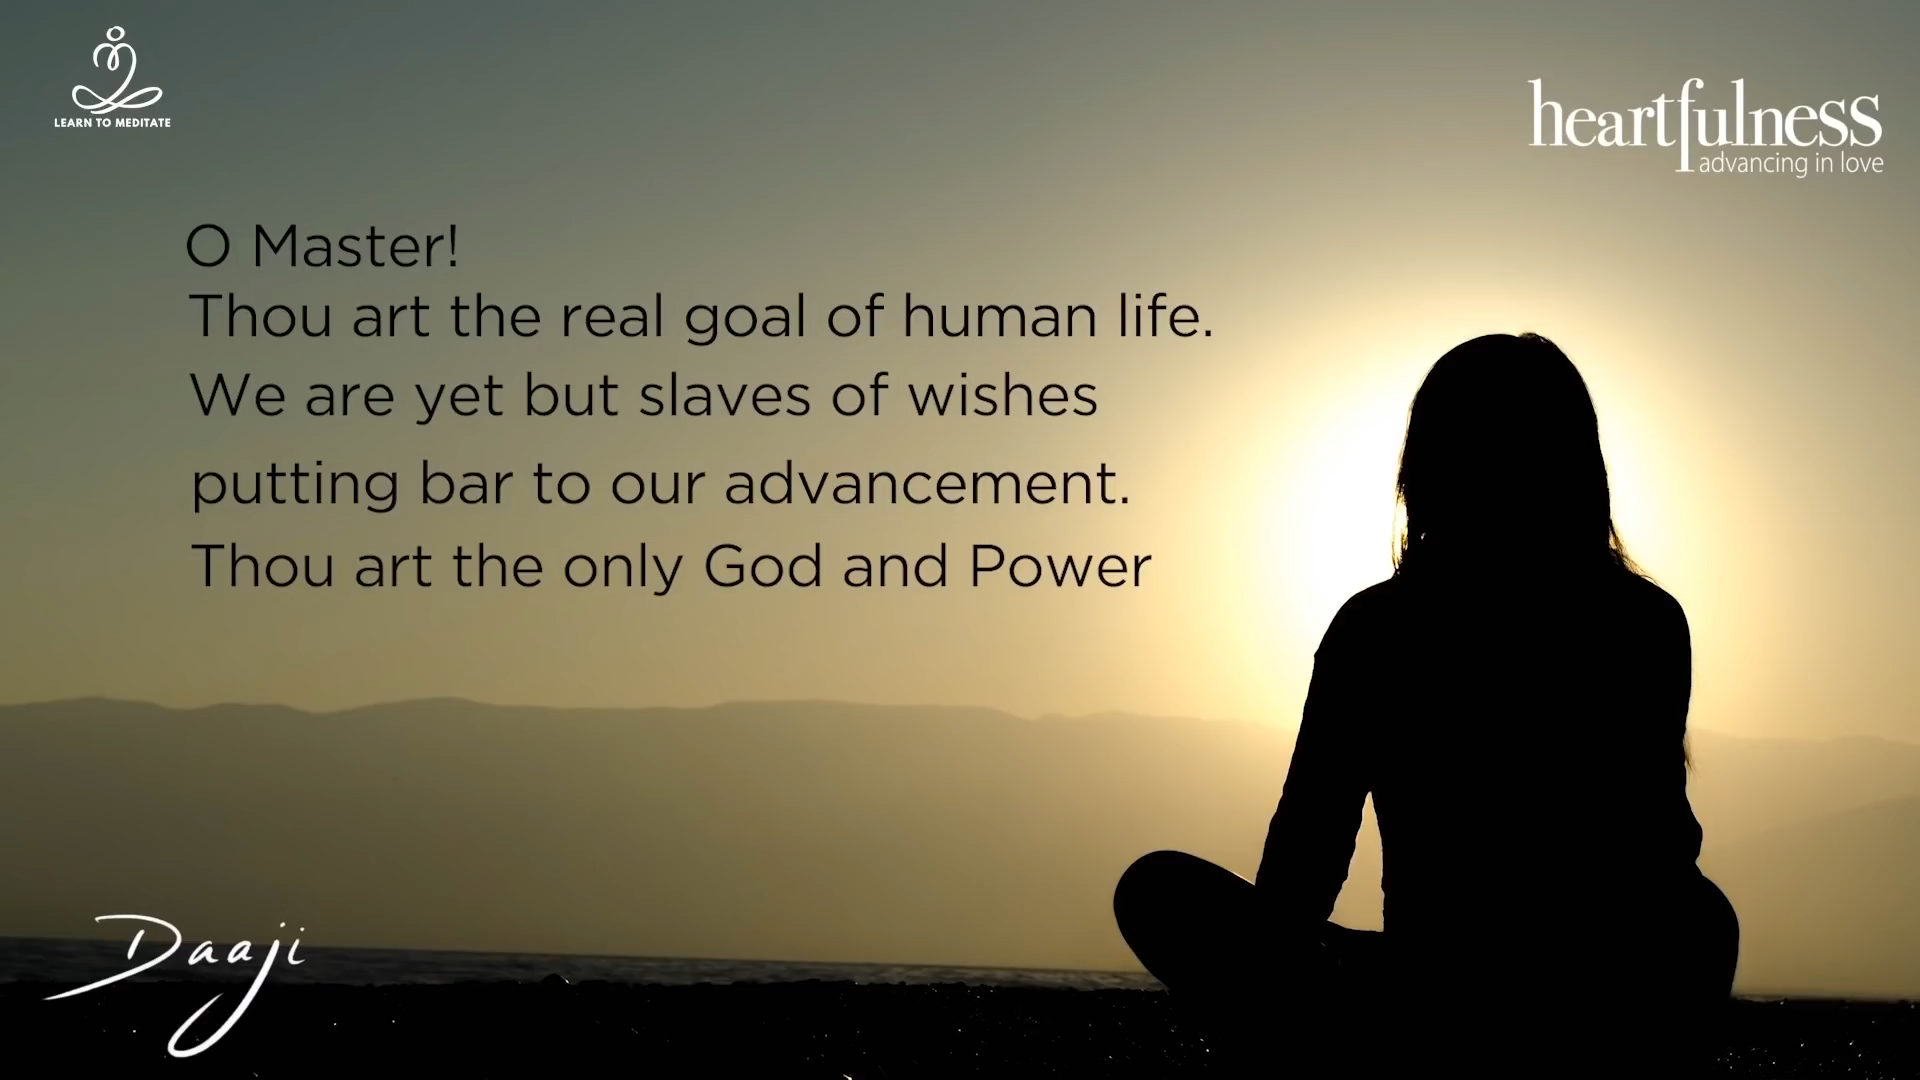 LEARN TO MEDITATE
heartfulness
advancing in love
O Master!
Thou art the real goal of human life.
We are yet but slaves of wishes
putting bar to our advancement.
Thou art the only God and Power
Daaji